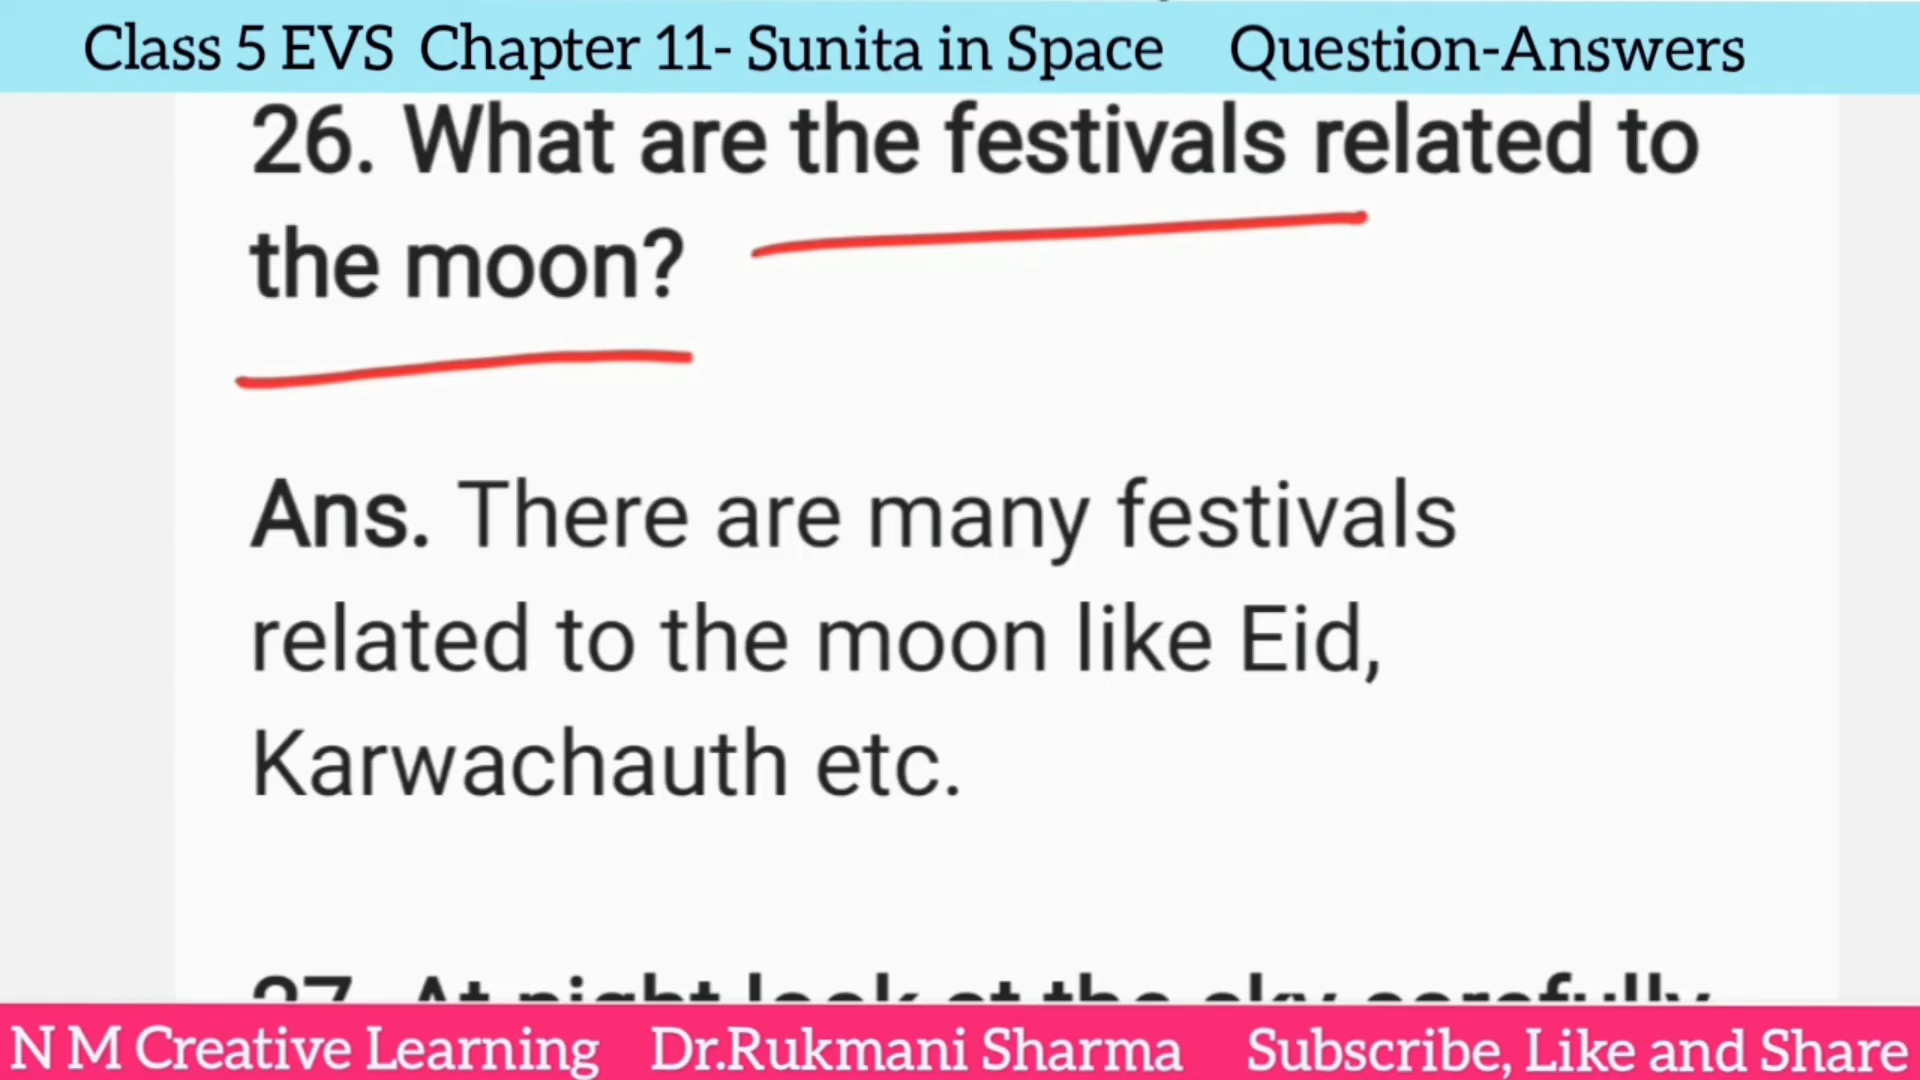 Class 5 EVS Chapter 11- Sunita in Space Question-Answers
26. What are the festivals related to
the moon?
Ans. There are many festivals
related to the moon like Eid,
Karwachauth etc.
27. At night look at the sky carefully
N M Creative Learning Dr.Rukmani Sharma Subscribe, Like and Share